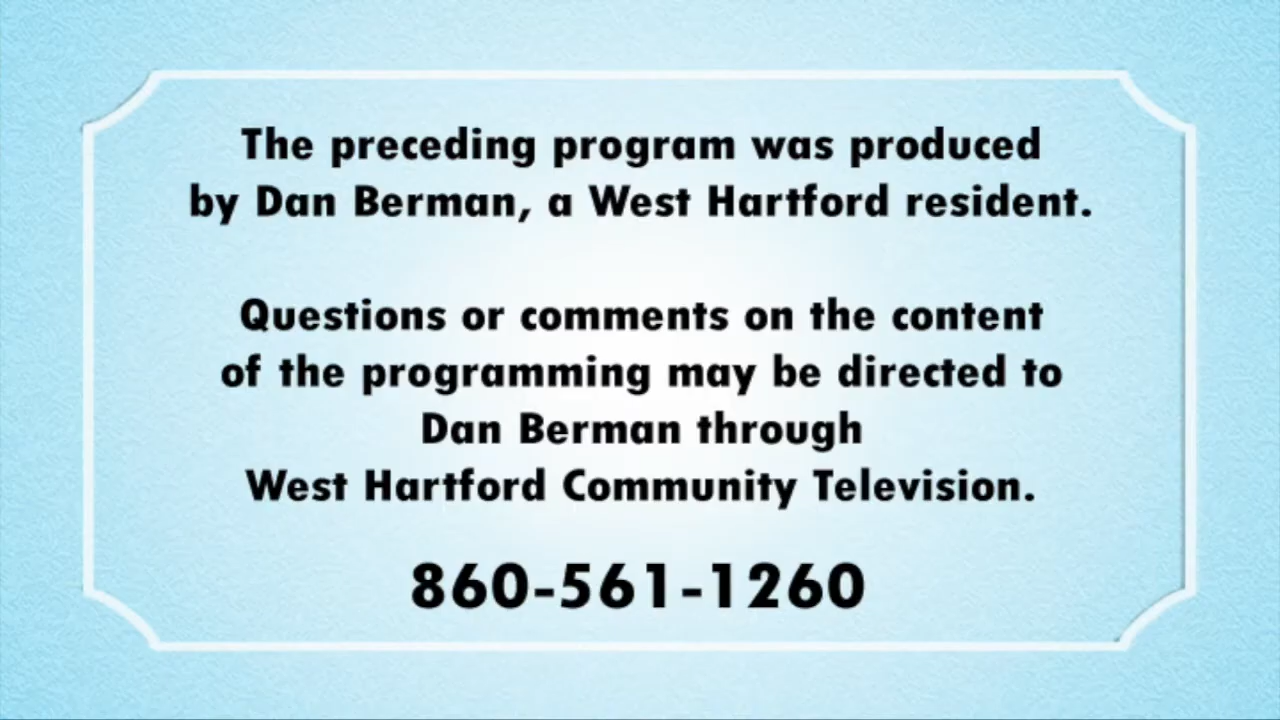 The preceding program was produced
by Dan Berman, a West Hartford resident.
Questions or comments on the content
of the programming may be directed to
Dan Berman through
West Hartford Community Television.
860-561-1260